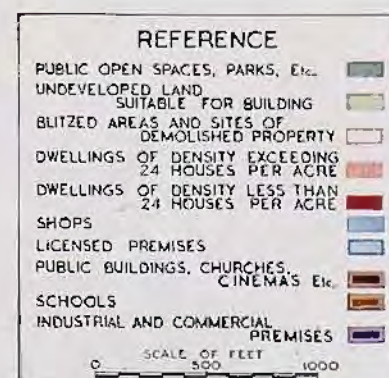 REFERENCE
PUBLIC OPEN SPACES, PARKS, Etc.
UNDEVELOPED LAND
SUITABLE FOR BUILDING
BLITZED AREAS AND SITES OF
DEMOLISHED PROPERTY
DWELLINGS OF DENSITY EXCEEDING
24 HOUSES PER ACRE
DWELLINGS OF DENSITY LESS THAN
24 HOUSES PER ACRE
SHOPS
LICENSED PREMISES
PUBLIC BUILDINGS, CHURCHES,
CINEMAS Etc.
SCHOOLS
INDUSTRIAL AND COMMERCIAL
PREMISES
SCALE OF FEET
0 500 1000